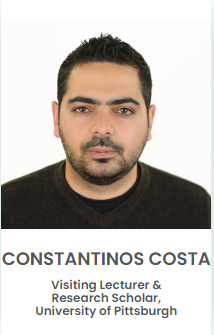 CONSTANTINOS COSTA
Visiting Lecturer &
Research Scholar,
University of Pittsburgh